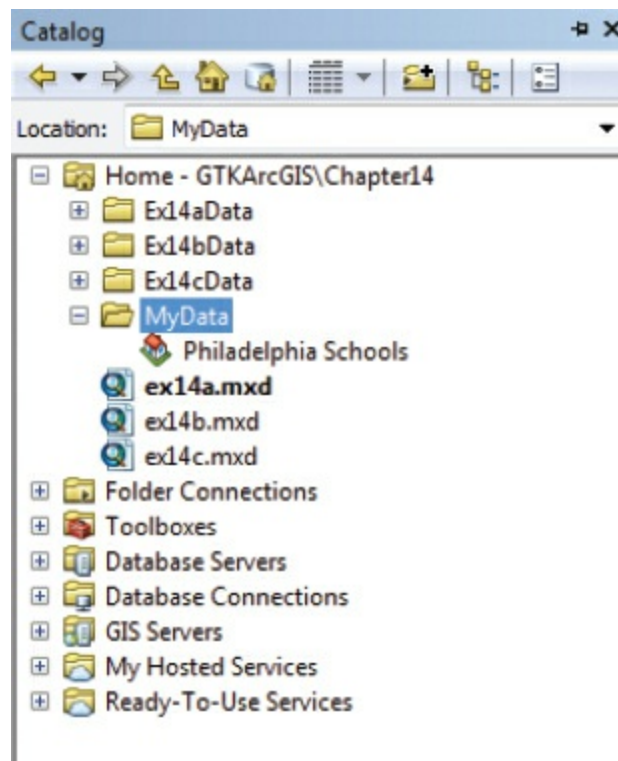 Catalog
Location: MyData
Home - GTKArcGIS\Chapter14
Ex14aData
Ex14bData
Ex14cData
MyData
Philadelphia Schools
ex14a.mxd
ex14b.mxd
ex14c.mxd
Folder Connections
Toolboxes
Database Servers
Database Connections
GIS Servers
My Hosted Services
Ready-To-Use Services